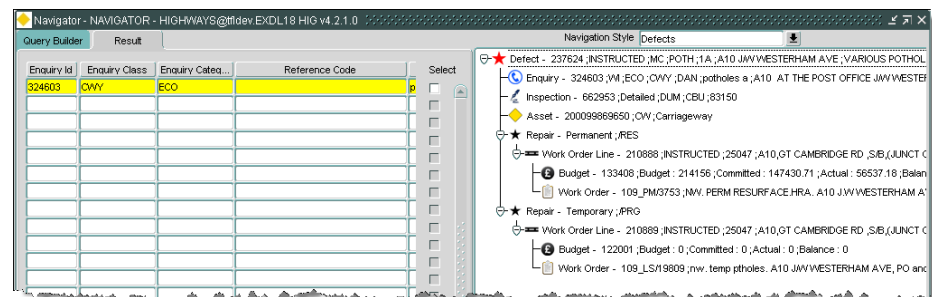 Navigator - NAVIGATOR - HIGHWAYS@tfldev.EXDL18 HIG v4.2.1.0
Query Builder Result
Navigation Style Defects
Enquiry Id Enquiry Class Enquiry Categ... Reference Code Select
324603 CWY ECO p
Defect - 237624 ;INSTRUCTED ;MC ;POTH ;1A ;A10 JW/WESTERHAM AVE ;VARIOUS POTHOL
Enquiry - 324603 ;WI ;ECO ;CWY ;DAN ;potholes a ;A10 AT THE POST OFFICE JW/WESTEF
Inspection - 662953 ;Detailed ;DUM ;CBU ;83150
Asset - 200099869650 ;CW ;Carriageway
Repair - Permanent ;/RES
Work Order Line - 210888 ;INSTRUCTED ;25047 ;A10,GT CAMBRIDGE RD ,S/B,(JUNCT C
Budget - 133408 ;Budget : 214156 ;Committed : 147430.71 ;Actual : 56537.18 ;Balan
Work Order - 109_PM/3753 ;NW. PERM RESURFACE.HRA. A10 J.W WESTERHAM A
Repair - Temporary ;/PRG
Work Order Line - 210889 ;INSTRUCTED ;25047 ;A10,GT CAMBRIDGE RD ,S/B,(JUNCT C
Budget - 122001 ;Budget : 0 ;Committed : 0 ;Actual : 0 ;Balance : 0
Work Order - 109_LS/19809 ;nw. temp ptholes. A10 J/W WESTERHAM AVE, PO and